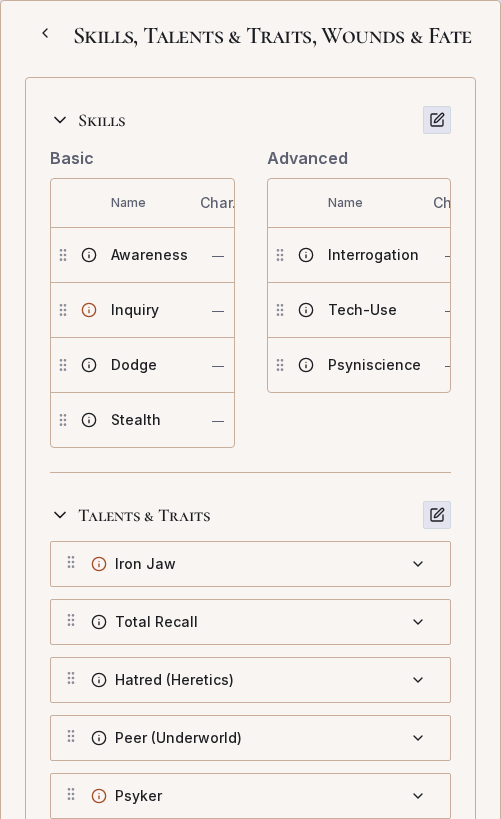 Skills, Talents & Traits, Wounds & Fate
Skills
Basic
Name Char.
Awareness —
Inquiry —
Dodge —
Stealth —
Advanced
Name Ch
Interrogation
Tech-Use
Psyniscience
Talents & Traits
Iron Jaw
Total Recall
Hatred (Heretics)
Peer (Underworld)
Psyker